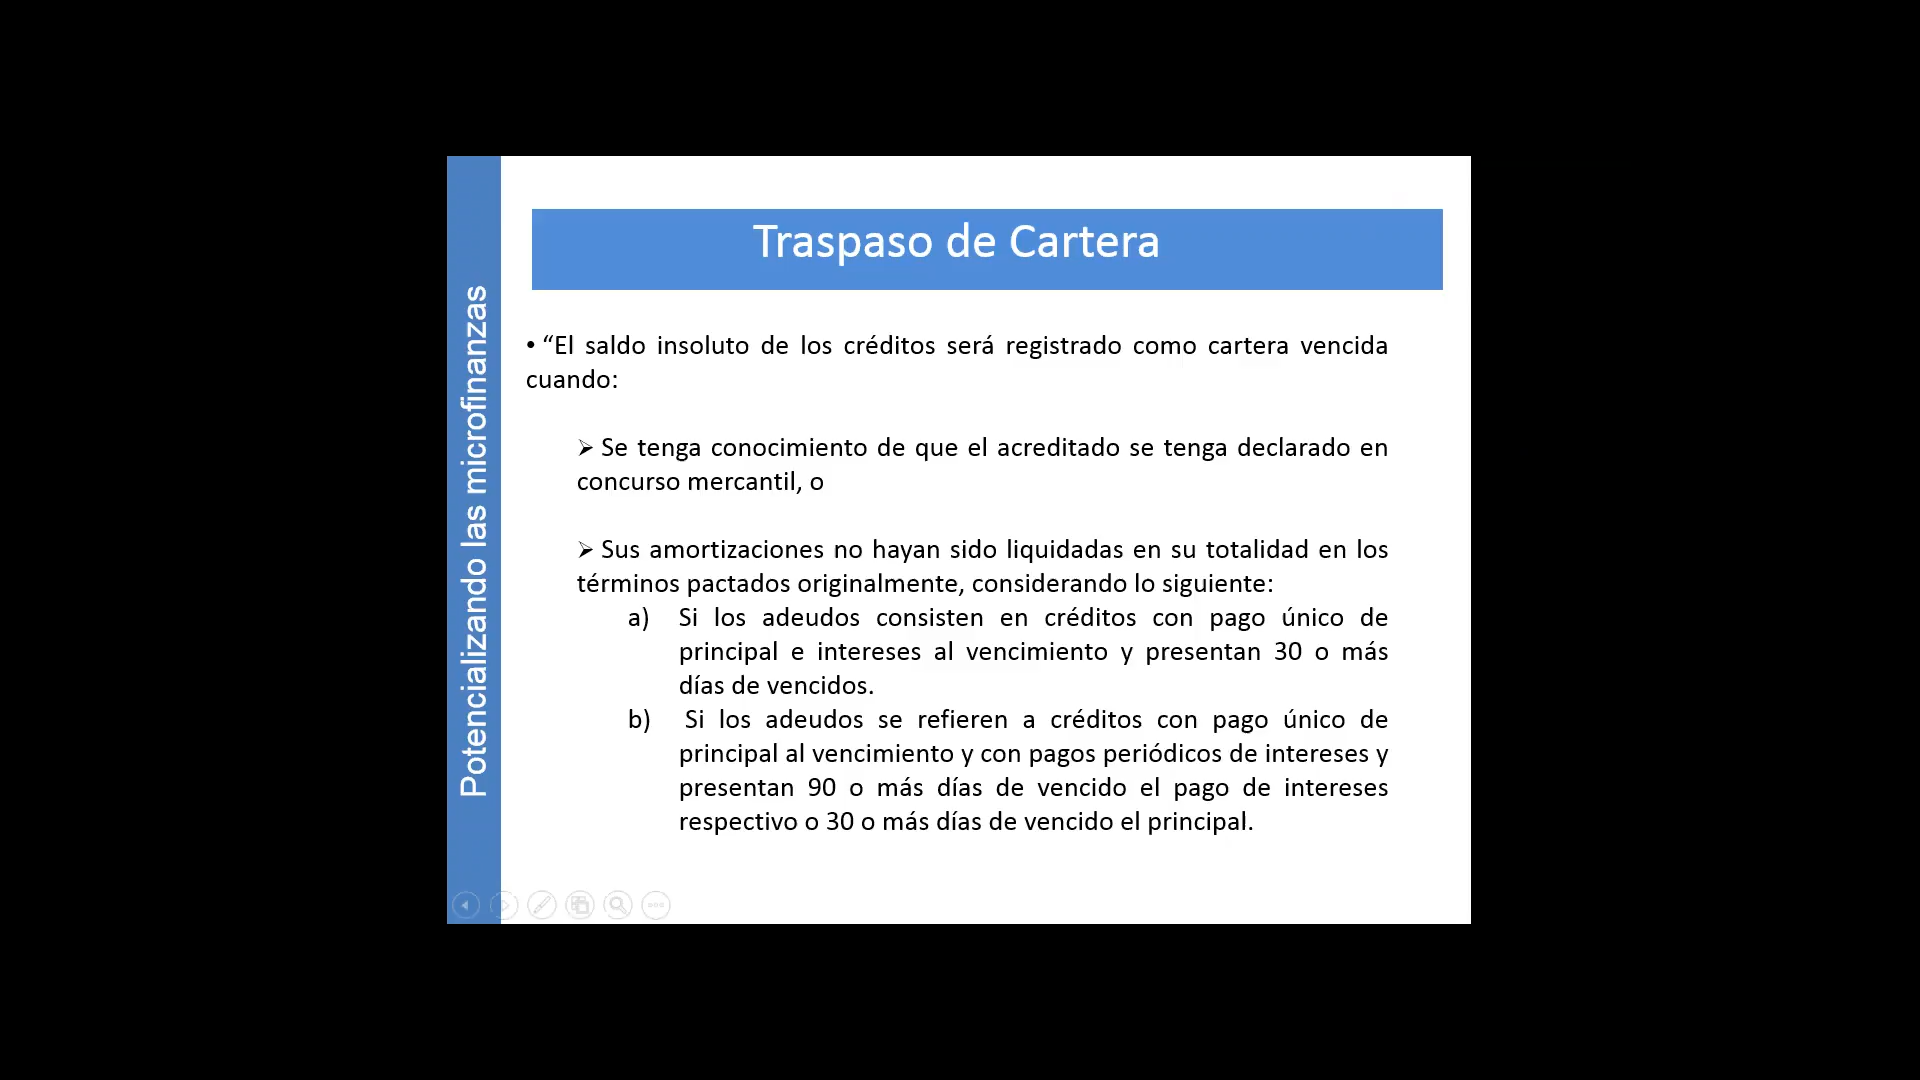 Traspaso de Cartera
Potencializando las microfinanzas
• “El saldo insoluto de los créditos será registrado como cartera vencida
cuando:
➢ Se tenga conocimiento de que el acreditado se tenga declarado en
concurso mercantil, o
➢ Sus amortizaciones no hayan sido liquidadas en su totalidad en los
términos pactados originalmente, considerando lo siguiente:
a) Si los adeudos consisten en créditos con pago único de
principal e intereses al vencimiento y presentan 30 o más
días de vencidos.
b) Si los adeudos se refieren a créditos con pago único de
principal al vencimiento y con pagos periódicos de intereses y
presentan 90 o más días de vencido el pago de intereses
respectivo o 30 o más días de vencido el principal.